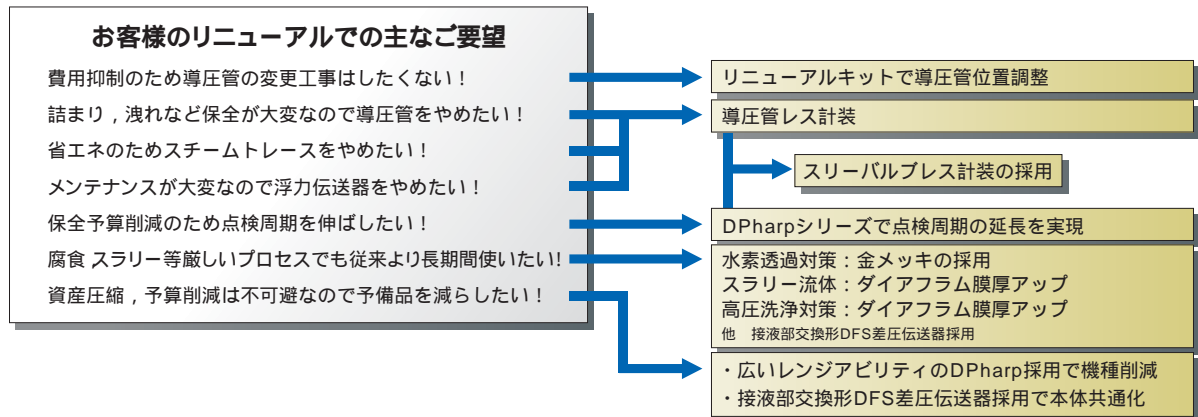 お客様のリニューアルでの主なご要望
費用抑制のため導圧管の変更工事はしたくない！
詰まり，洩れなど保全が大変なので導圧管をやめたい！
省エネのためスチームトレースをやめたい！
メンテナンスが大変なので浮力伝送器をやめたい！
保全予算削減のため点検周期を伸ばしたい！
腐食，スラリー等厳しいプロセスでも従来より長期間使いたい!
資産圧縮，予算削減は不可避なので予備品を減らしたい！
リニューアルキットで導圧管位置調整
導圧管レス計装
スリーバルブレス計装の採用
DPharpシリーズで点検周期の延長を実現
水素透過対策：金メッキの採用
スラリー流体：ダイアフラム膜厚アップ
高圧洗浄対策：ダイアフラム膜厚アップ
他　接液部交換形DFS差圧伝送器採用
・広いレンジアビリティのDPharp採用で機種削減
・接液部交換形DFS差圧伝送器採用で本体共通化